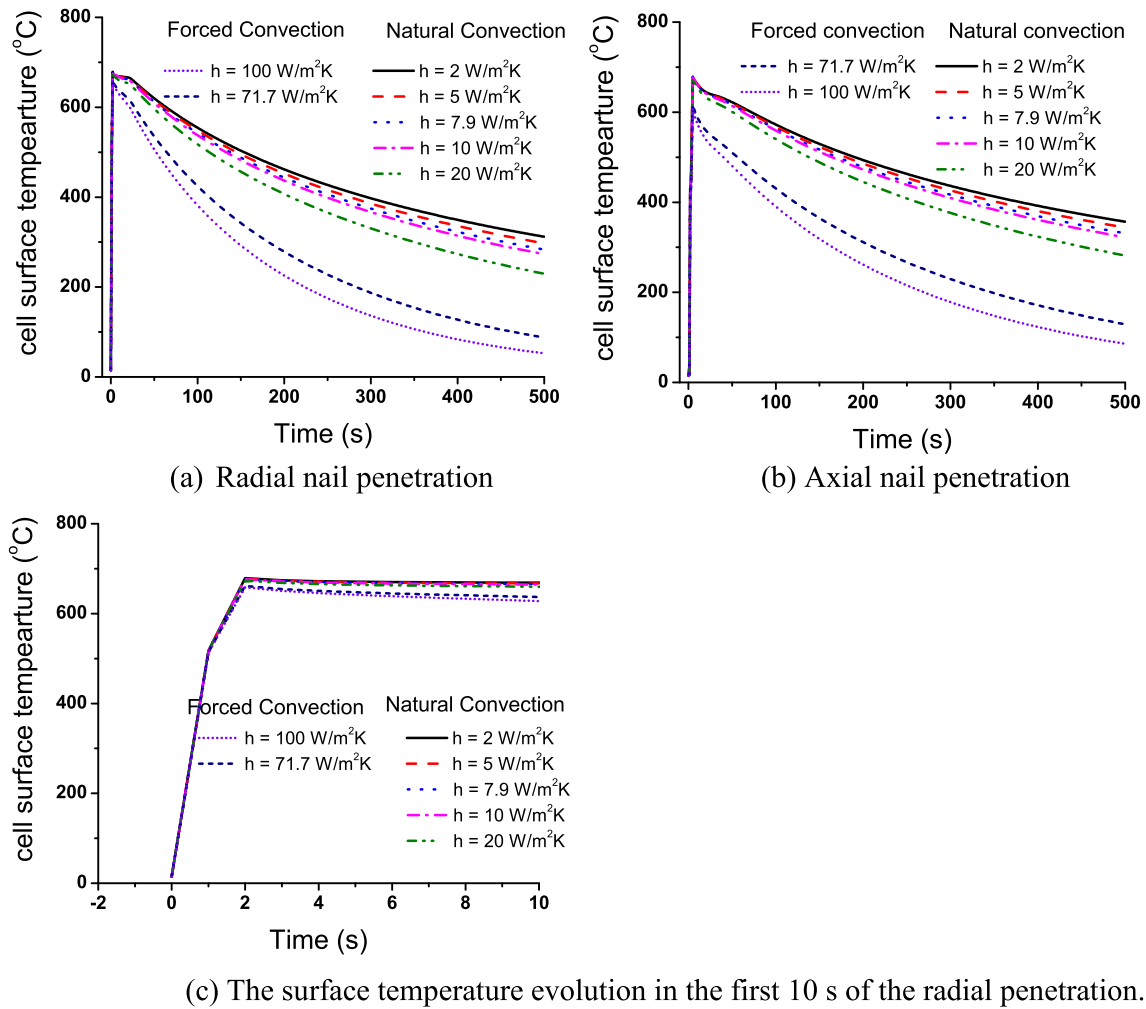 800
600
400
200
0
cell surface tempearture (°C)
Forced Convection
h = 100 W/m²K
h = 71.7 W/m²K
Natural Convection
h = 2 W/m²K
h = 5 W/m²K
h = 7.9 W/m²K
h = 10 W/m²K
h = 20 W/m²K
0 100 200 300 400 500
Time (s)
(a) Radial nail penetration
800
600
400
200
0
cell surface tempearture (°C)
Forced convection
h = 71.7 W/m²K
h = 100 W/m²K
Natural convection
h = 2 W/m²K
h = 5 W/m²K
h = 7.9 W/m²K
h = 10 W/m²K
h = 20 W/m²K
0 100 200 300 400 500
Time (s)
(b) Axial nail penetration
800
600
400
200
0
cell surface tempearture (°C)
Forced Convection
h = 100 W/m²K
h = 71.7 W/m²K
Natural Convection
h = 2 W/m²K
h = 5 W/m²K
h = 7.9 W/m²K
h = 10 W/m²K
h = 20 W/m²K
-2 0 2 4 6 8 10
Time (s)
(c) The surface temperature evolution in the first 10 s of the radial penetration.